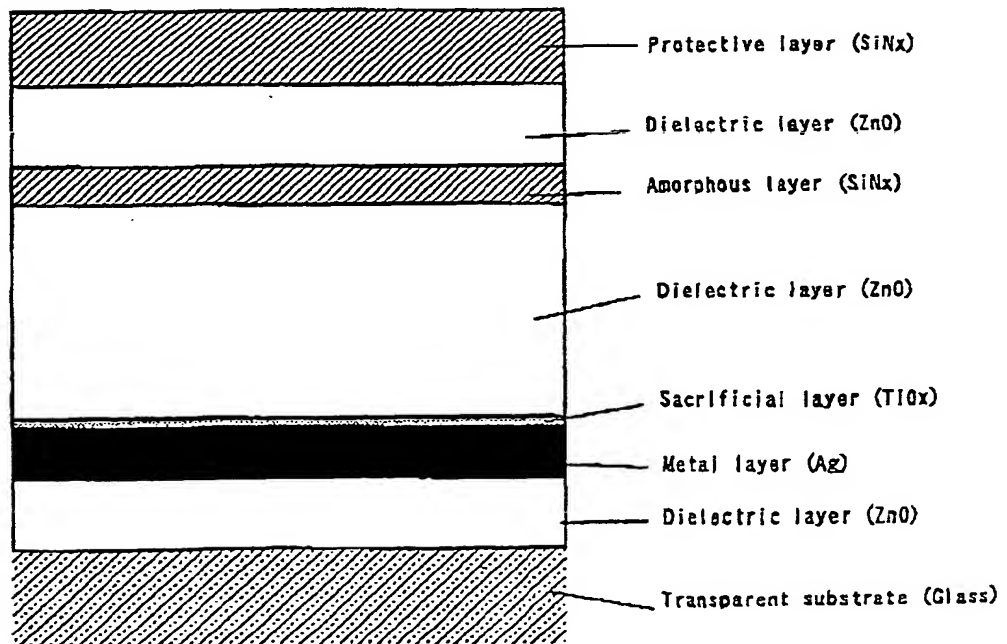 Protective layer (SiNx)
Dielectric layer (ZnO)
Amorphous layer (SiNx)
Dielectric layer (ZnO)
Sacrificial layer (TiOx)
Metal layer (Ag)
Dielectric layer (ZnO)
Transparent substrate (Glass)